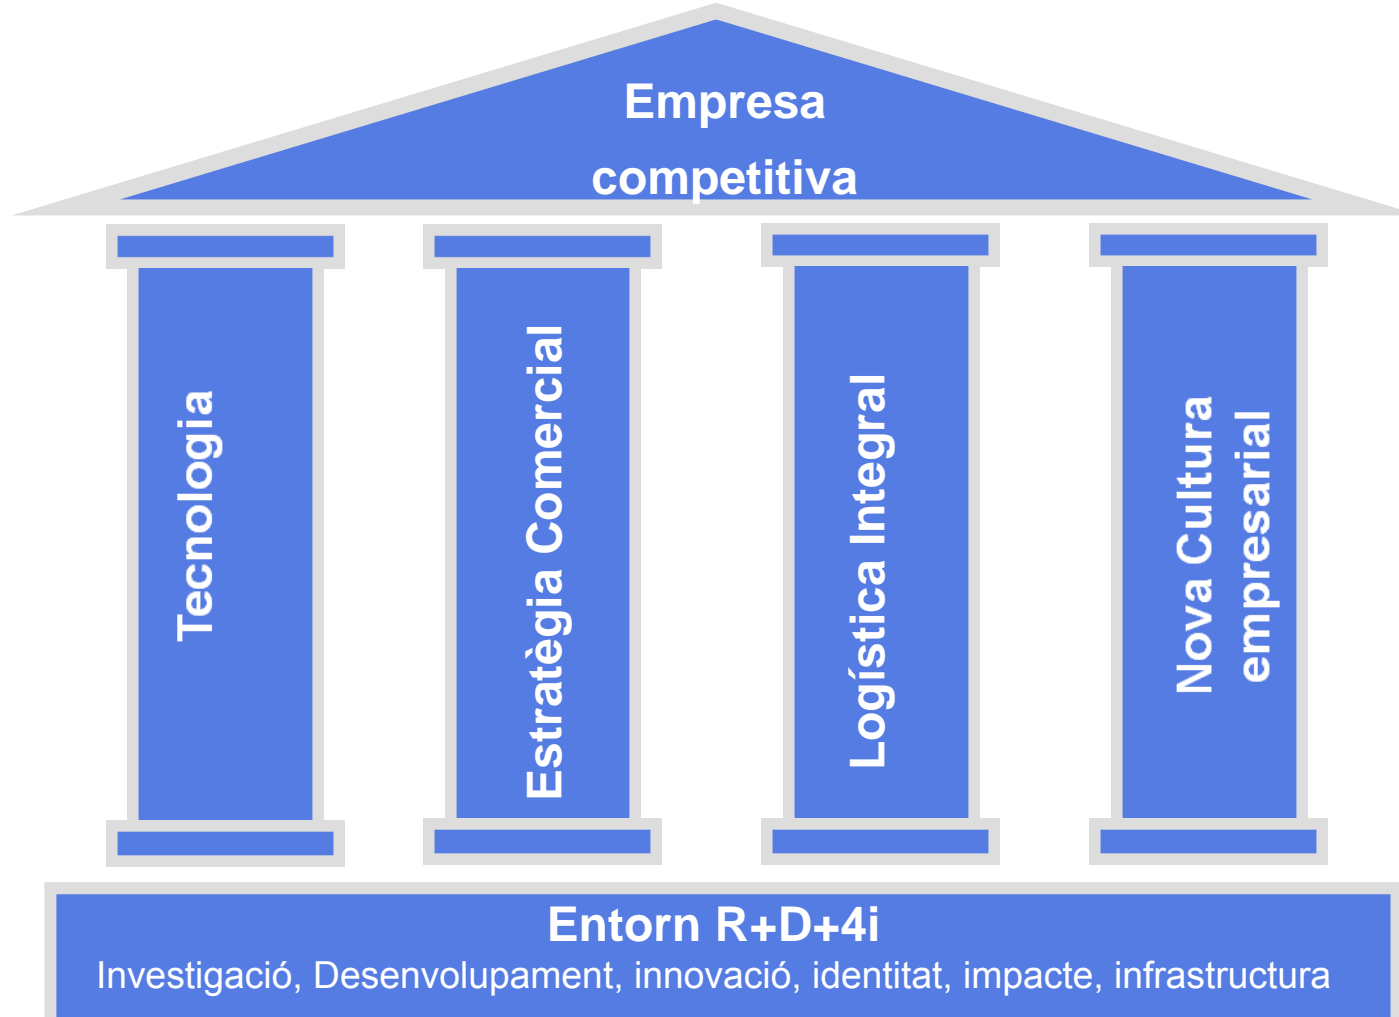 Empresa
competitiva
Tecnologia
Estratègia Comercial
Logística Integral
Nova Cultura
empresarial
Entorn R+D+4i
Investigació, Desenvolupament, innovació, identitat, impacte, infrastructura